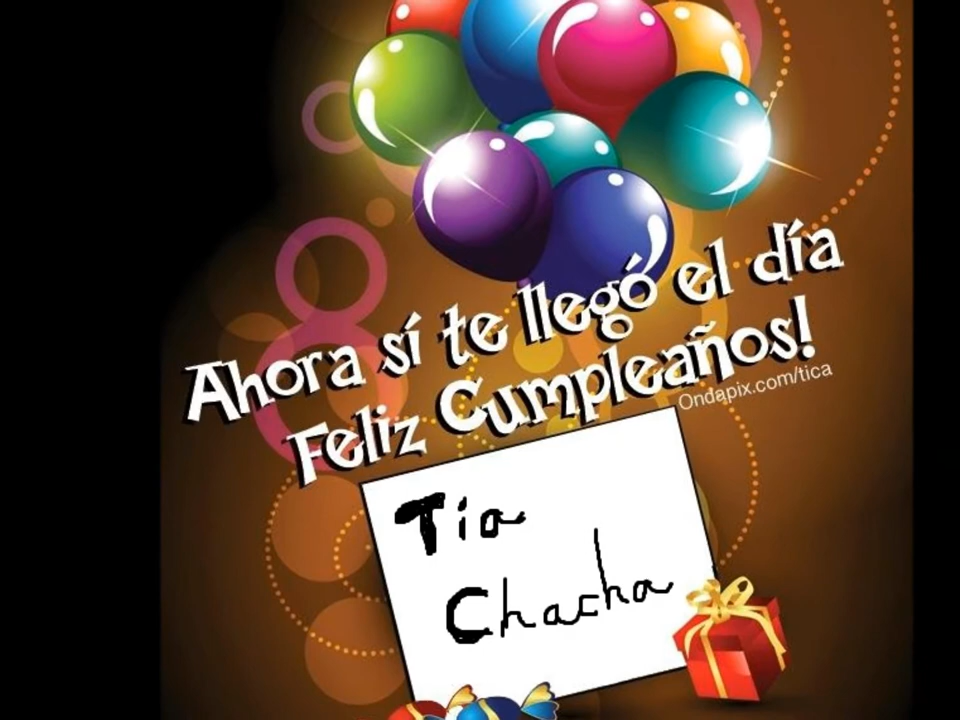 Ahora sí te llegó el día
Feliz Cumpleaños!
Ondapix.com/tica
Tia
Chacha